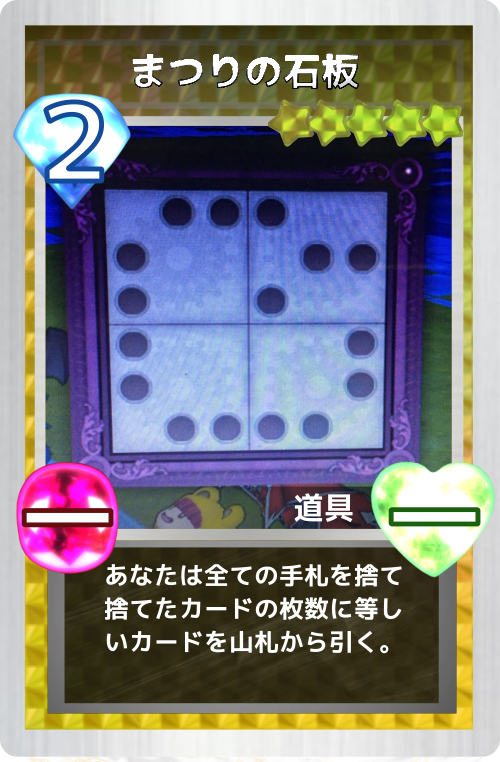 まつりの石板
2
道具
あなたは全ての手札を捨て
捨てたカードの枚数に等し
いカードを山札から引く。